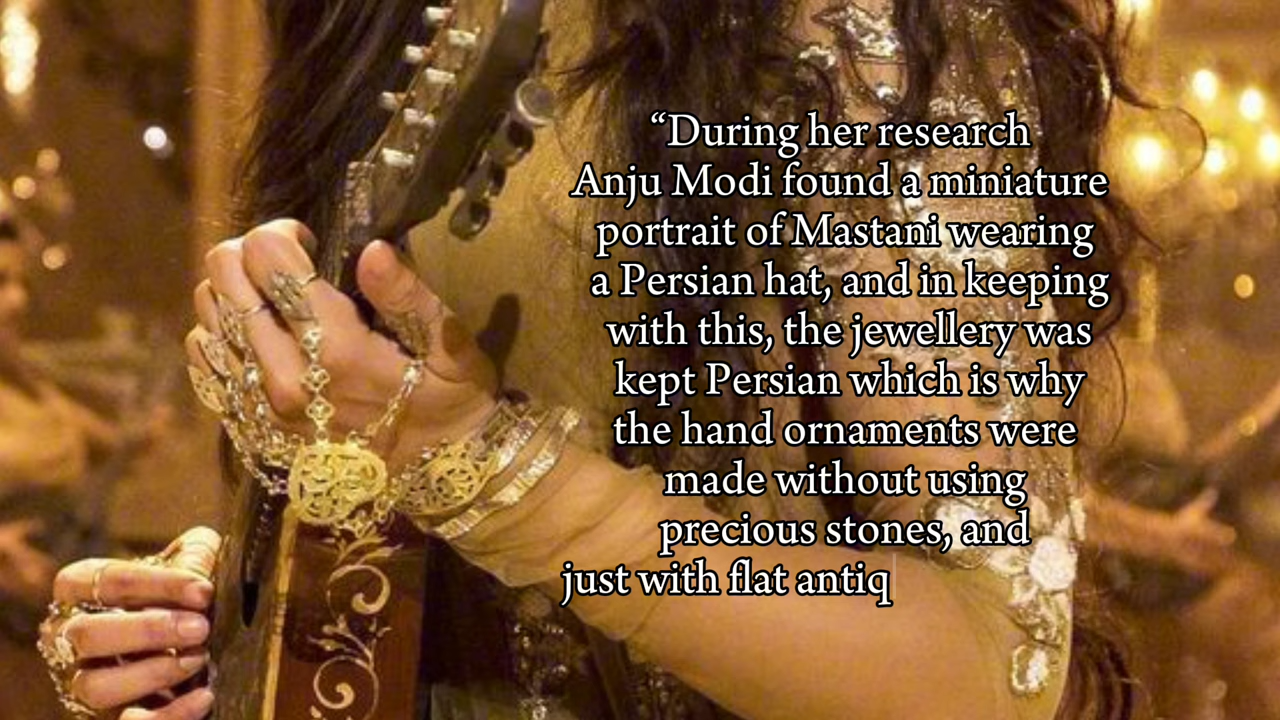 “During her research
Anju Modi found a miniature
portrait of Mastani wearing
a Persian hat, and in keeping
with this, the jewellery was
kept Persian which is why
the hand ornaments were
made without using
precious stones, and
just with flat antiq